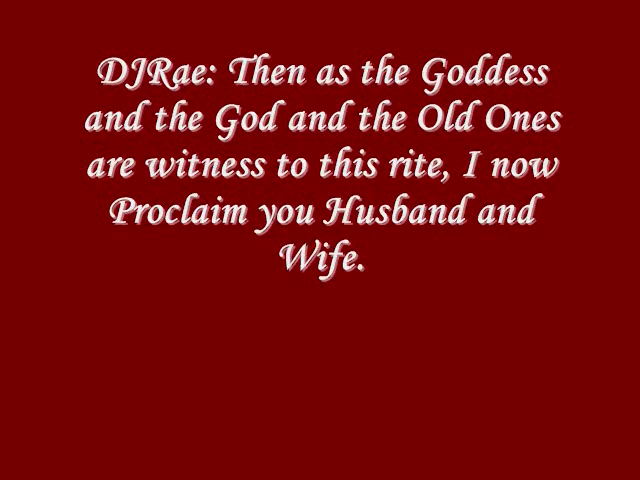 DJRae: Then as the Goddess
and the God and the Old Ones
are witness to this rite, I now
Proclaim you Husband and
Wife.